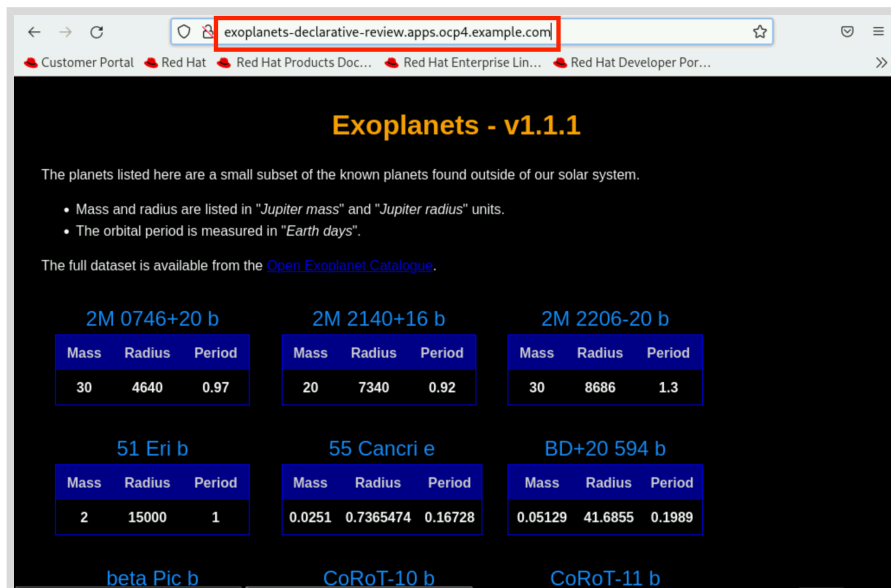 exoplanets-declarative-review.apps.ocp4.example.com
Customer Portal Red Hat Red Hat Products Doc... Red Hat Enterprise Lin... Red Hat Developer Por...
Exoplanets - v1.1.1
The planets listed here are a small subset of the known planets found outside of our solar system.
• Mass and radius are listed in "Jupiter mass" and "Jupiter radius" units.
• The orbital period is measured in "Earth days".
The full dataset is available from the Open Exoplanet Catalogue.
2M 0746+20 b 2M 2140+16 b 2M 2206-20 b
Mass Radius Period Mass Radius Period Mass Radius Period
30 4640 0.97 20 7340 0.92 30 8686 1.3
51 Eri b 55 Cancri e BD+20 594 b
Mass Radius Period Mass Radius Period Mass Radius Period
2 15000 1 0.0251 0.7365474 0.16728 0.05129 41.6855 0.1989
beta Pic b CoRoT-10 b CoRoT-11 b